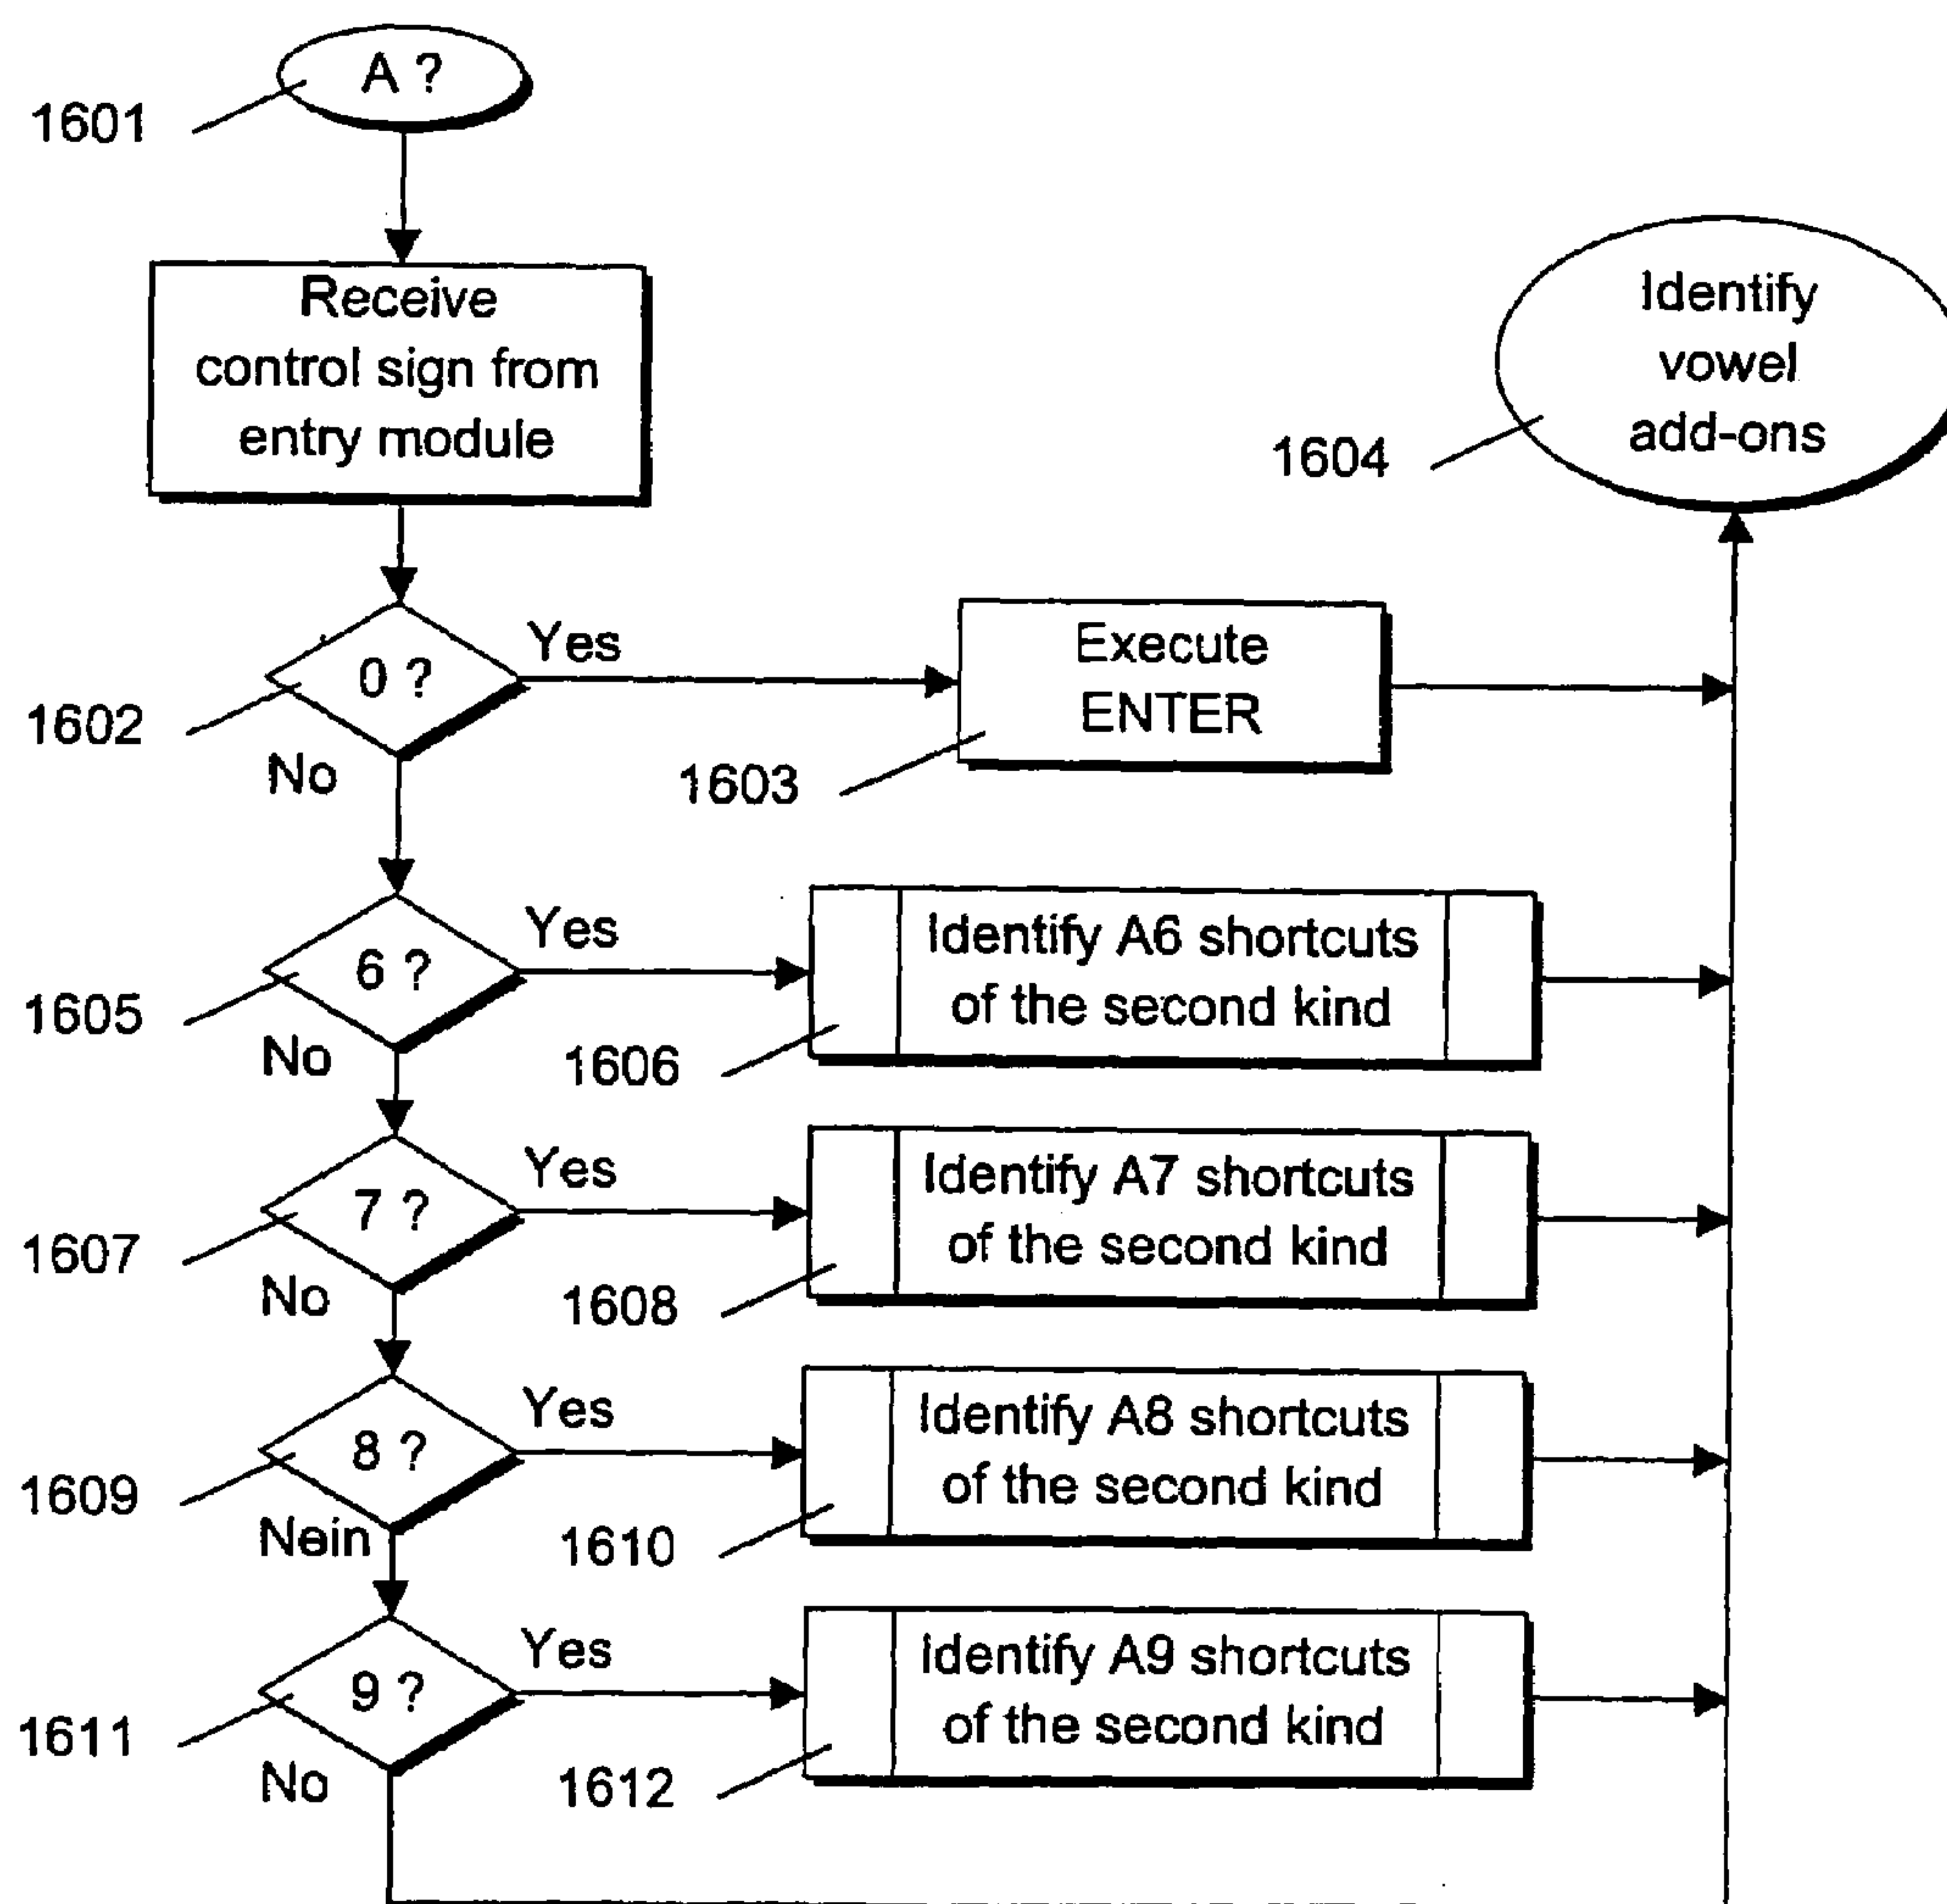 A ?
1601
Receive
control sign from
entry module
Identify
vowel
add-ons
1604
0 ?
Yes
1602
No
Execute
ENTER
1603
6 ?
Yes
1605
No
Identify A6 shortcuts
of the second kind
1606
7 ?
Yes
1607
No
Identify A7 shortcuts
of the second kind
1608
8 ?
Yes
1609
Nein
Identify A8 shortcuts
of the second kind
1610
9 ?
Yes
1611
No
Identify A9 shortcuts
of the second kind
1612